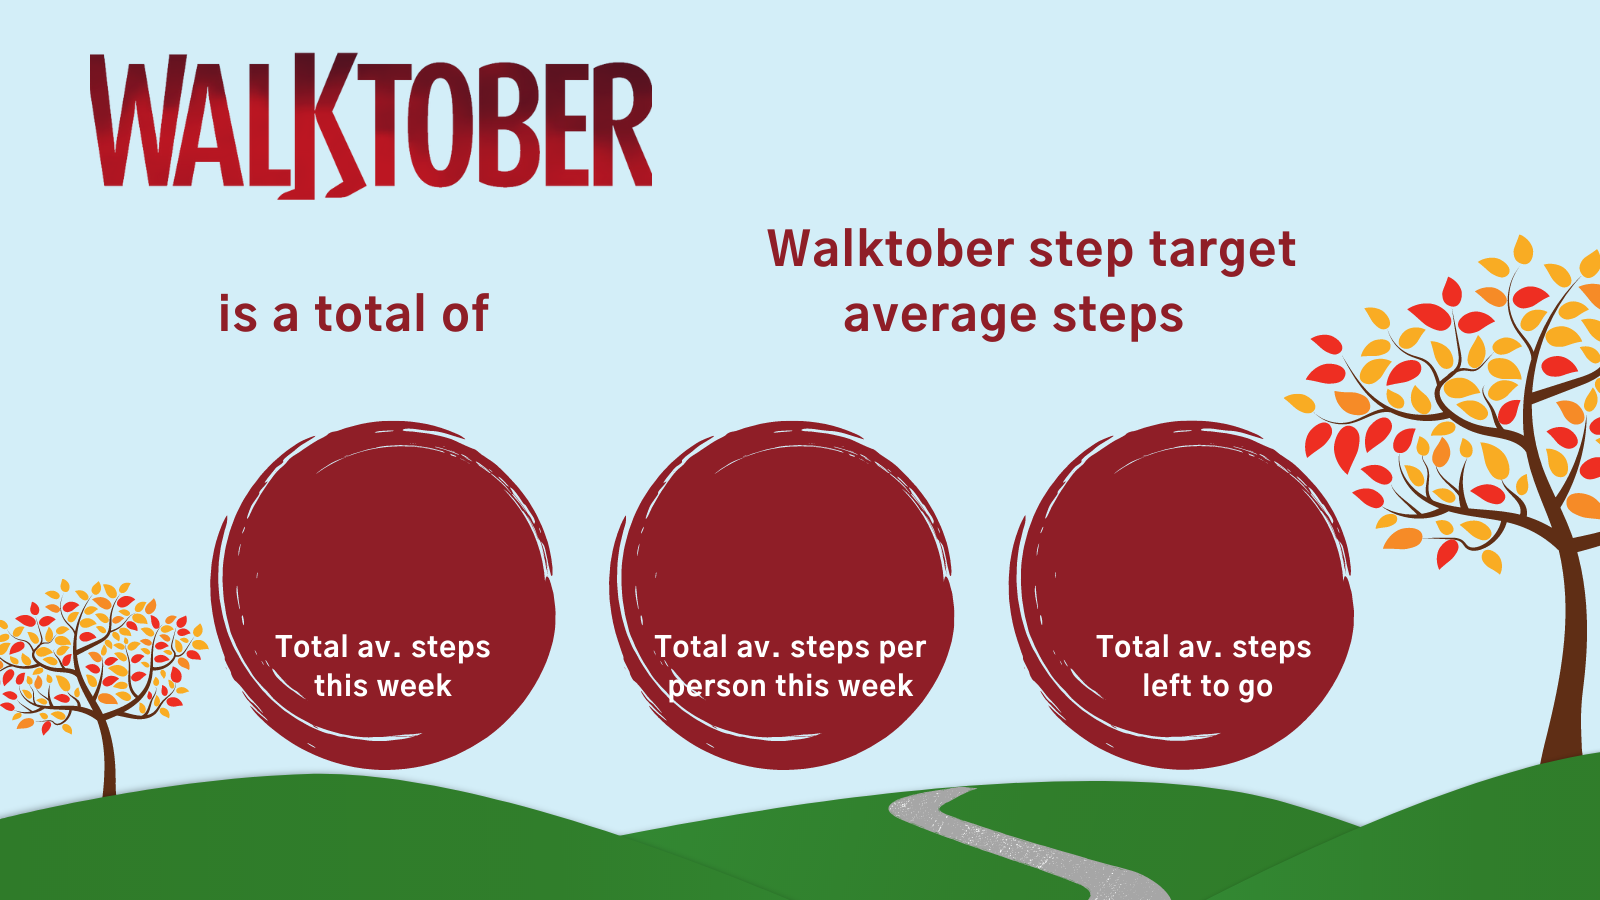 WALKTOBER
Walktober step target
is a total of average steps
Total av. steps
this week
Total av. steps per
person this week
Total av. steps
left to go